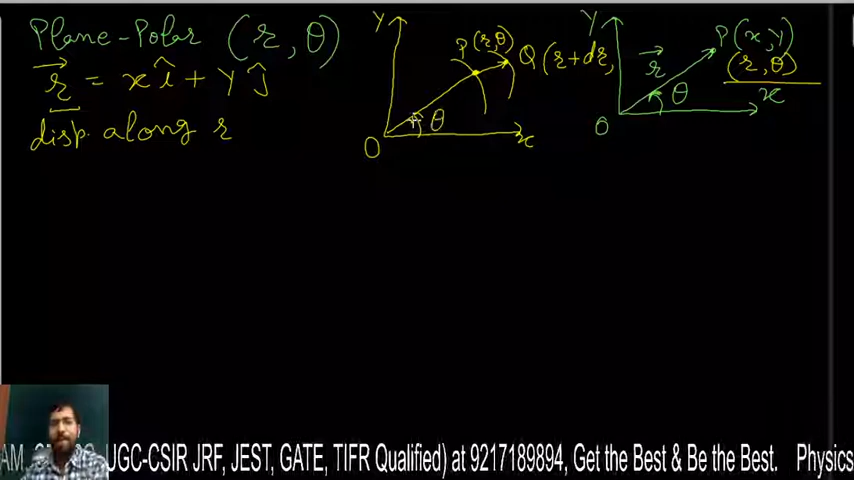 Plane-Polar (r, θ)
r⃗ = x î + y ĵ
disp. along r
Y
P(r,θ)
Q(r+dr,
θ
O
x
Y
P(x,y)
(r,θ)
r⃗
θ
x
O
UGC-CSIR JRF, JEST, GATE, TIFR Qualified) at 9217189894, Get the Best & Be the Best. Physics